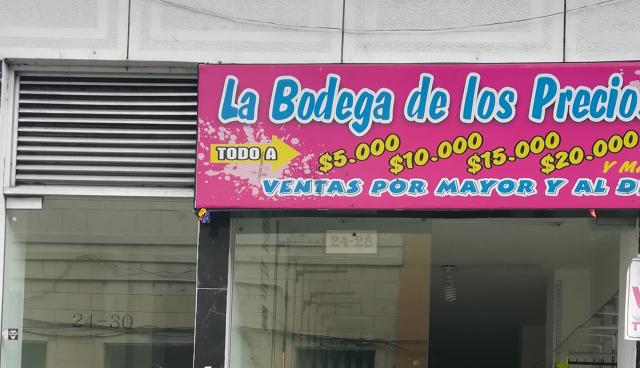 La Bodega de los Precio
TODO A $5.000 $10.000 $15.000 $20.000
Y M
VENTAS POR MAYOR Y AL D
24-28
24-30